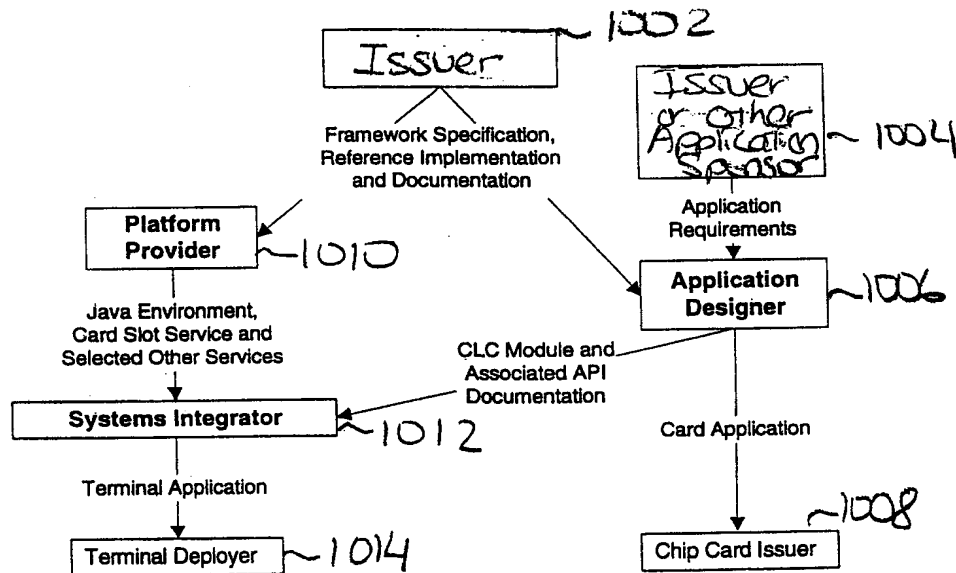 1002
Issuer
Issuer
or other
Application
Sponsor
1004
Framework Specification,
Reference Implementation
and Documentation
Application
Requirements
Platform
Provider
1010
Application
Designer
1006
Java Environment,
Card Slot Service and
Selected Other Services
CLC Module and
Associated API
Documentation
Systems Integrator
1012
Card Application
Terminal Application
1008
Terminal Deployer
1014
Chip Card Issuer